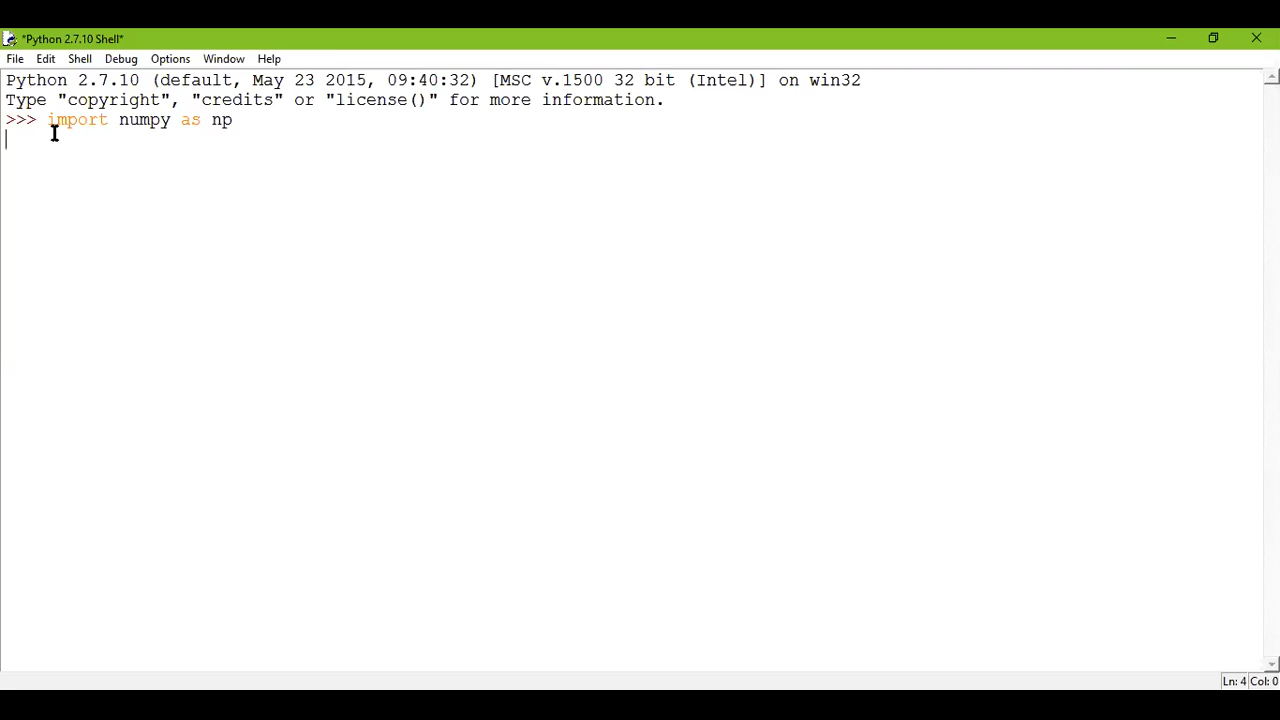 *Python 2.7.10 Shell*
File Edit Shell Debug Options Window Help
Python 2.7.10 (default, May 23 2015, 09:40:32) [MSC v.1500 32 bit (Intel)] on win32
Type "copyright", "credits" or "license()" for more information.
>>> import numpy as np
Ln: 4 Col: 0